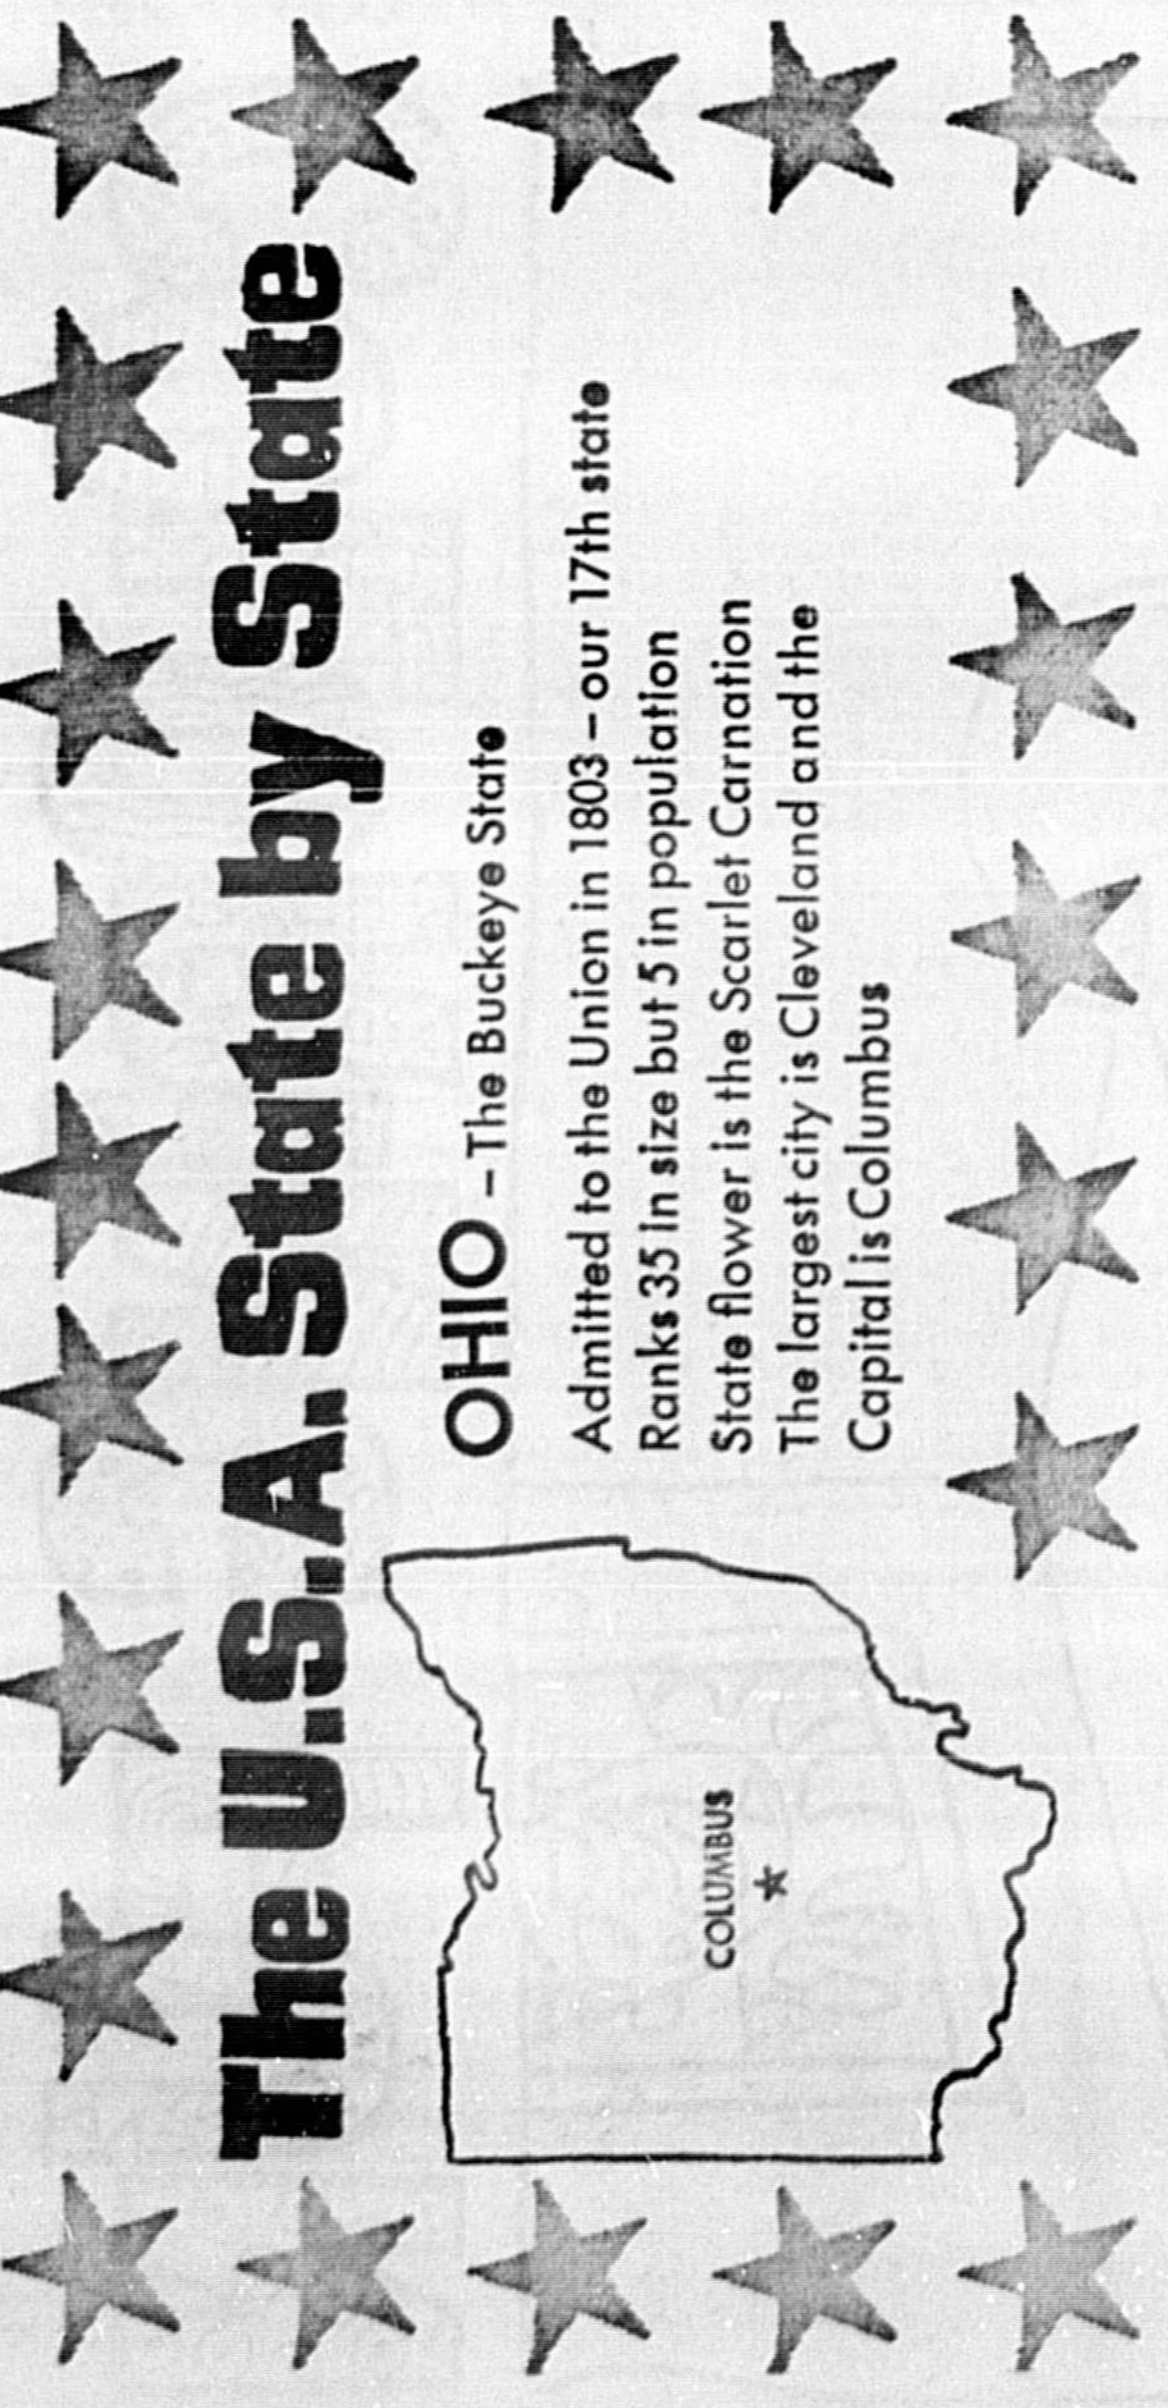 The U.S.A. State by State
OHIO – The Buckeye State
Admitted to the Union in 1803 – our 17th state
Ranks 35 in size but 5 in population
State flower is the Scarlet Carnation
The largest city is Cleveland and the
Capital is Columbus
COLUMBUS